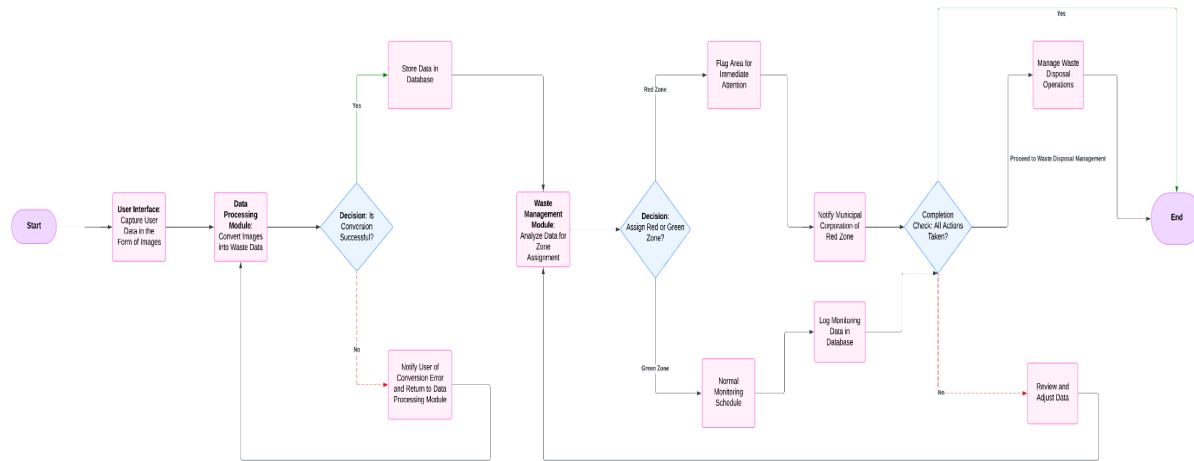 Start
User Interface:
Capture User
Data in the
Form of Images
Data
Processing
Module:
Convert Images
into Waste Data
Decision: Is
Conversion
Successful?
Yes
Store Data in
Database
No
Notify User of
Conversion Error
and Return to Data
Processing Module
Waste
Management
Module:
Analyze Data for
Zone
Assignment
Decision:
Assign Red or Green
Zone?
Red Zone
Flag Area for
Immediate
Attention
Green Zone
Normal
Monitoring
Schedule
Notify Municipal
Corporation of
Red Zone
Log Monitoring
Data in
Database
Completion
Check: All Actions
Taken?
Yes
Manage Waste
Disposal
Operations
Proceed to Waste Disposal Management
No
Review and
Adjust Data
End